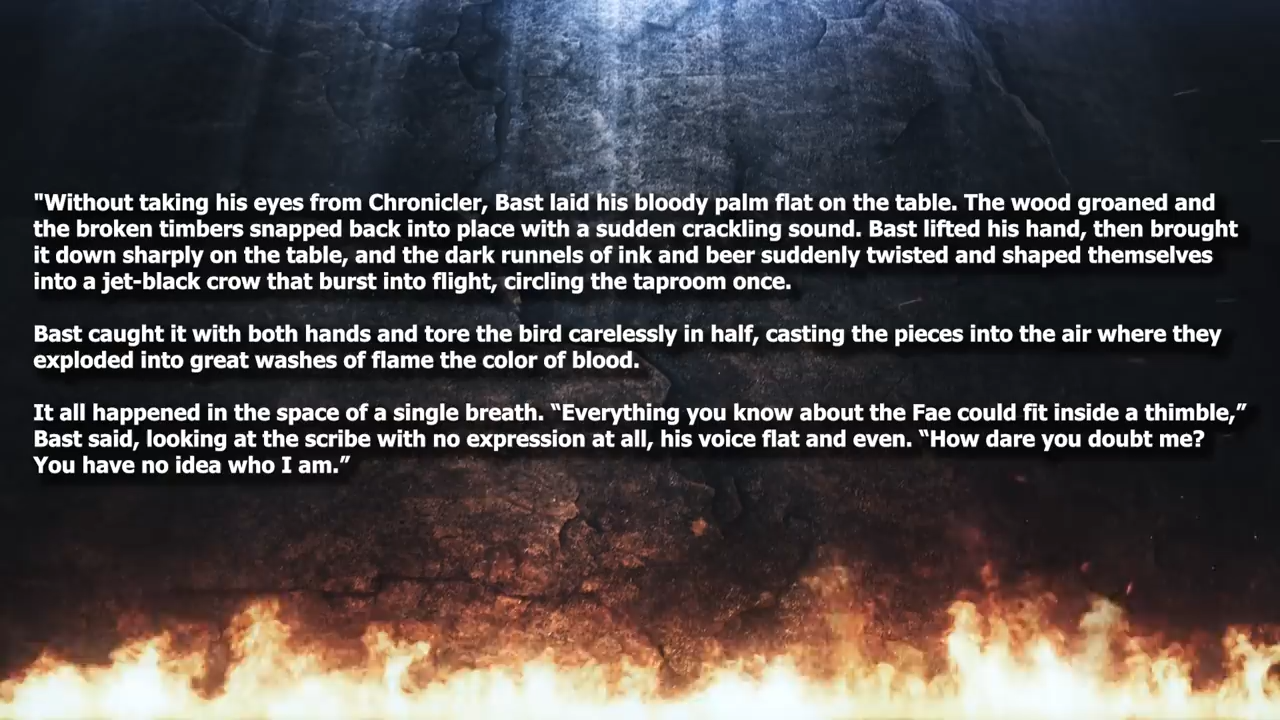 "Without taking his eyes from Chronicler, Bast laid his bloody palm flat on the table. The wood groaned and
the broken timbers snapped back into place with a sudden crackling sound. Bast lifted his hand, then brought
it down sharply on the table, and the dark runnels of ink and beer suddenly twisted and shaped themselves
into a jet-black crow that burst into flight, circling the taproom once.
Bast caught it with both hands and tore the bird carelessly in half, casting the pieces into the air where they
exploded into great washes of flame the color of blood.
It all happened in the space of a single breath. “Everything you know about the Fae could fit inside a thimble,”
Bast said, looking at the scribe with no expression at all, his voice flat and even. “How dare you doubt me?
You have no idea who I am.”